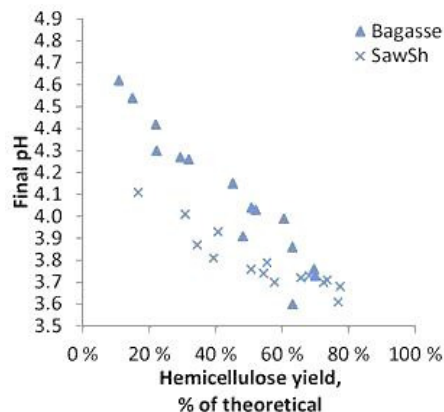 Bagasse
SawSh
Final pH
4.9
4.8
4.7
4.6
4.5
4.4
4.3
4.2
4.1
4.0
3.9
3.8
3.7
3.6
3.5
0 % 20 % 40 % 60 % 80 % 100 %
Hemicellulose yield,
% of theoretical